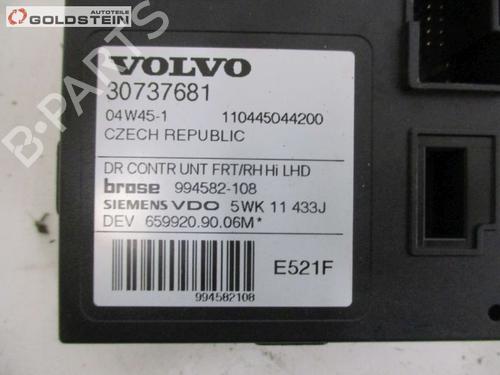 AUTOTEILE
GOLDSTEIN
B-PARTS
VOLVO
30737681
04W45-1 110445044200
CZECH REPUBLIC
DR CONTR UNT FRT/RH Hi LHD
brose 994582-108
SIEMENS VDO 5WK 11 433J
DEV 659920.90.06M*
E521F
994582108